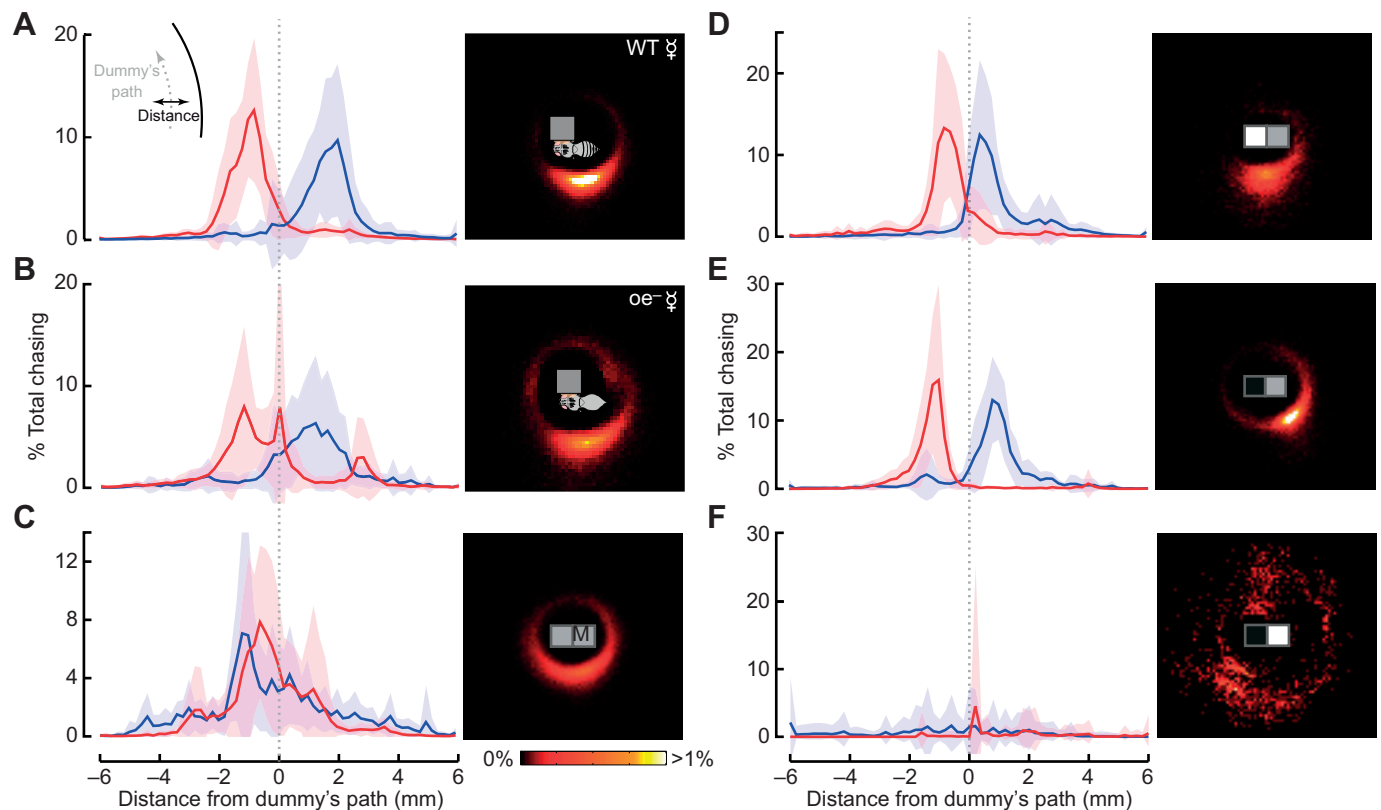 A
20
10
0
Dummy's
path
Distance
WT ☿
B
20
10
0
oe– ☿
C
12
8
4
0
M
–6 –4 –2 0 2 4 6
Distance from dummy's path (mm)
0% >1%
% Total chasing
D
20
10
0
E
30
20
10
0
F
30
20
10
0
–6 –4 –2 0 2 4 6
Distance from dummy's path (mm)
% Total chasing